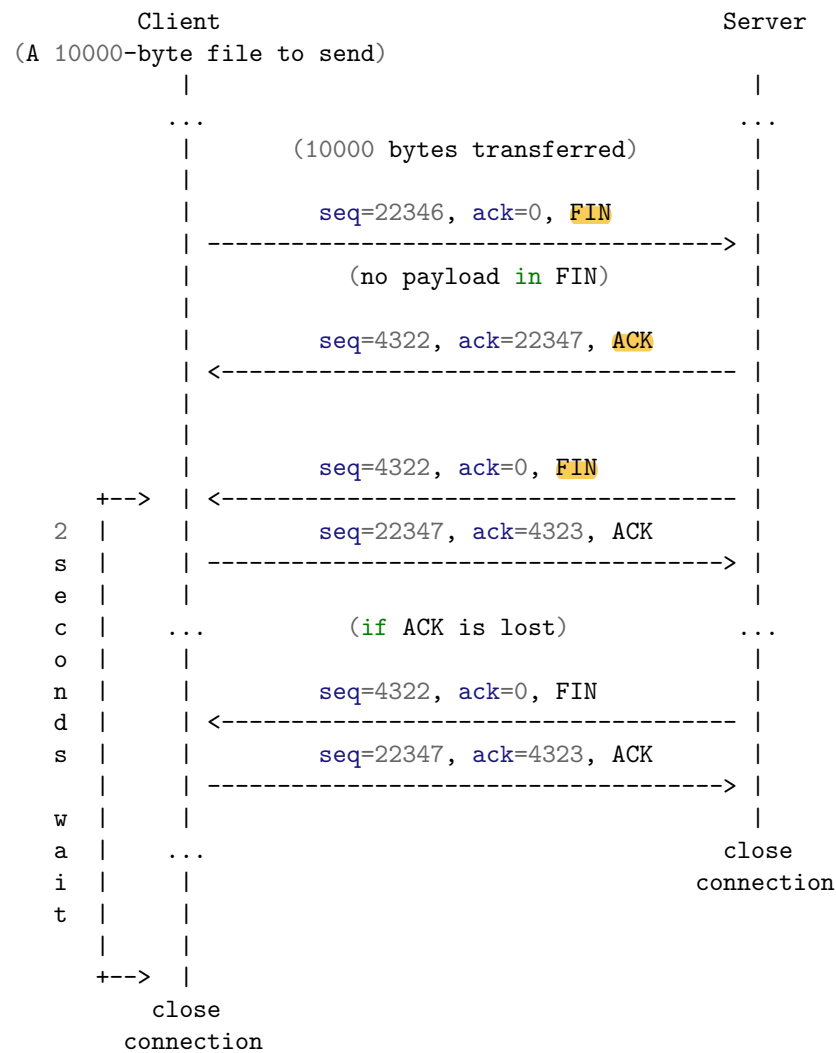 Client                                     Server
(A 10000-byte file to send)
           |                                        |
          ...                                      ...
           |       (10000 bytes transferred)        |
           |                                        |
           |         seq=22346, ack=0, FIN          |
           | -------------------------------------> |
           |           (no payload in FIN)          |
           |                                        |
           |         seq=4322, ack=22347, ACK       |
           | <------------------------------------- |
           |                                        |
           |                                        |
           |         seq=4322, ack=0, FIN           |
     +-->  | <------------------------------------- |
  2  |     |         seq=22347, ack=4323, ACK       |
  s  |     | -------------------------------------> |
  e  |     |                                        |
  c  |    ...          (if ACK is lost)            ...
  o  |     |                                        |
  n  |     |         seq=4322, ack=0, FIN           |
  d  |     | <------------------------------------- |
  s  |     |         seq=22347, ack=4323, ACK       |
     |     | -------------------------------------> |
  w  |     |                                        |
  a  |    ...                                     close
  i  |     |                                    connection
  t  |     |
     |     |
     +-->  |
         close
       connection